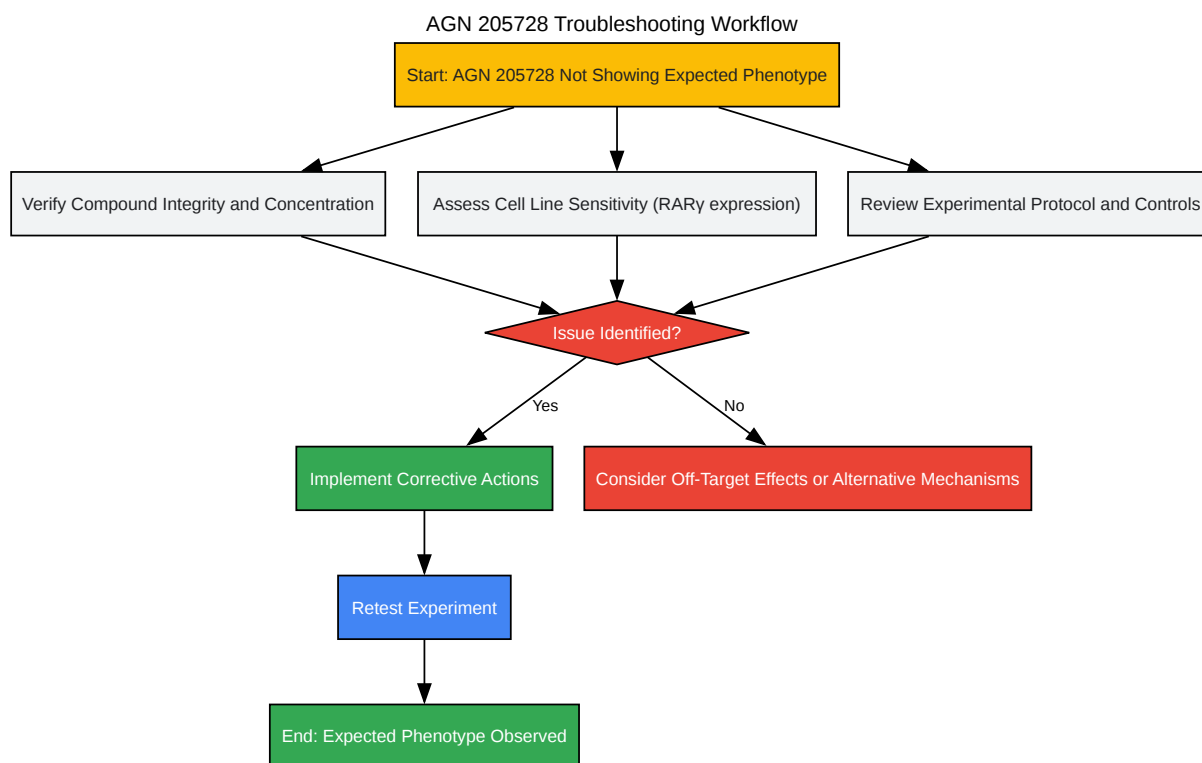 AGN 205728 Troubleshooting Workflow
Start: AGN 205728 Not Showing Expected Phenotype
Verify Compound Integrity and Concentration
Assess Cell Line Sensitivity (RARγ expression)
Review Experimental Protocol and Controls
Issue Identified?
Yes
No
Implement Corrective Actions
Consider Off-Target Effects or Alternative Mechanisms
Retest Experiment
End: Expected Phenotype Observed